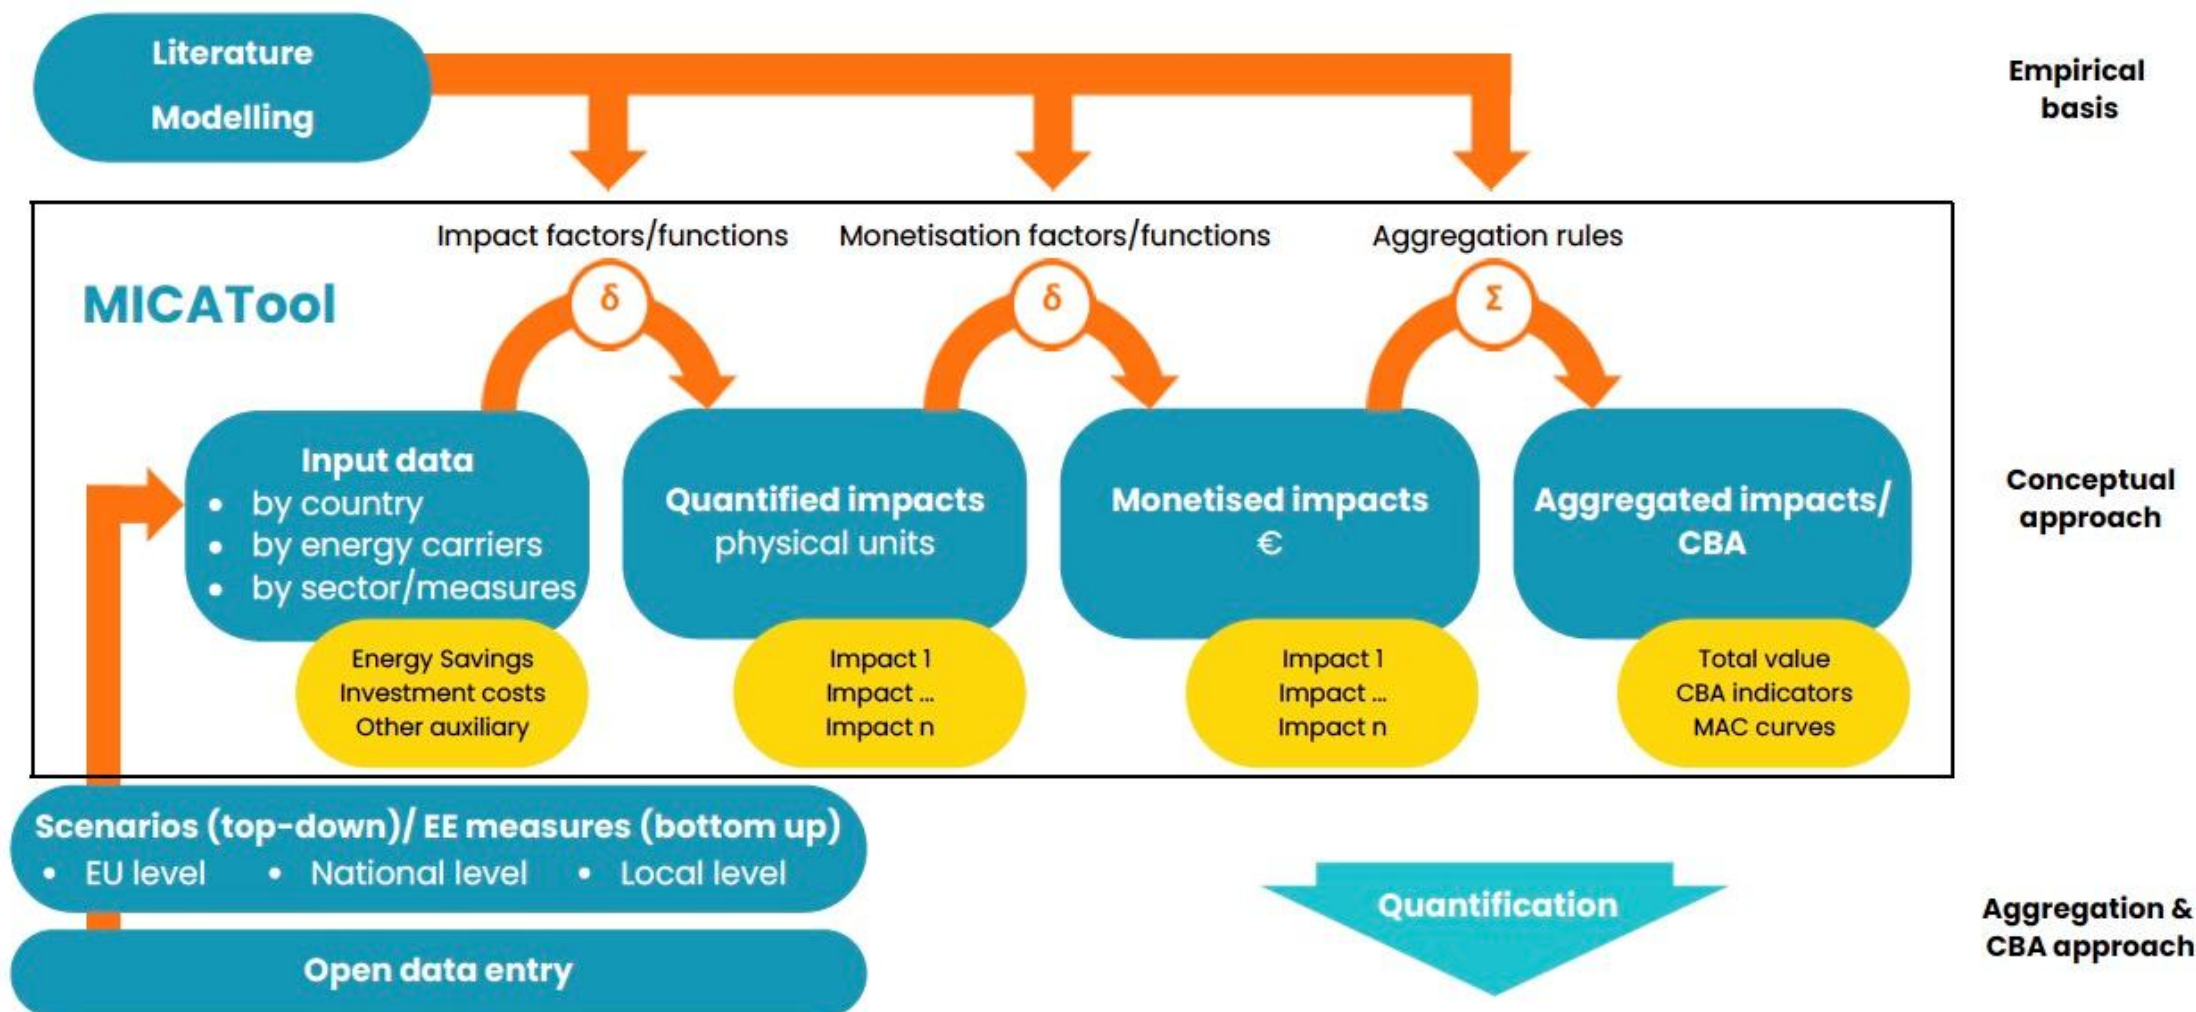 Literature
Modelling
Empirical
basis
Impact factors/functions
Monetisation factors/functions
Aggregation rules
MICATool
δ
δ
Σ
Input data
• by country
• by energy carriers
• by sector/measures
Quantified impacts
physical units
Monetised impacts
€
Aggregated impacts/
CBA
Conceptual
approach
Energy Savings
Investment costs
Other auxiliary
Impact 1
Impact ...
Impact n
Impact 1
Impact ...
Impact n
Total value
CBA indicators
MAC curves
Scenarios (top-down)/ EE measures (bottom up)
• EU level • National level • Local level
Open data entry
Quantification
Aggregation &
CBA approach